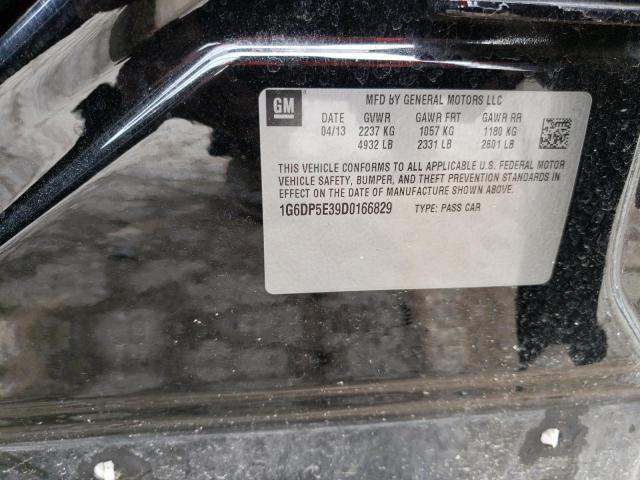 GM
MFD BY GENERAL MOTORS LLC
DATE GVWR GAWR FRT GAWR RR
04/13 2237 KG 1057 KG 1180 KG
4932 LB 2331 LB 2601 LB
THIS VEHICLE CONFORMS TO ALL APPLICABLE U.S. FEDERAL MOTOR
VEHICLE SAFETY, BUMPER, AND THEFT PREVENTION STANDARDS IN
EFFECT ON THE DATE OF MANUFACTURE SHOWN ABOVE.
1G6DP5E39D0166829 TYPE: PASS CAR